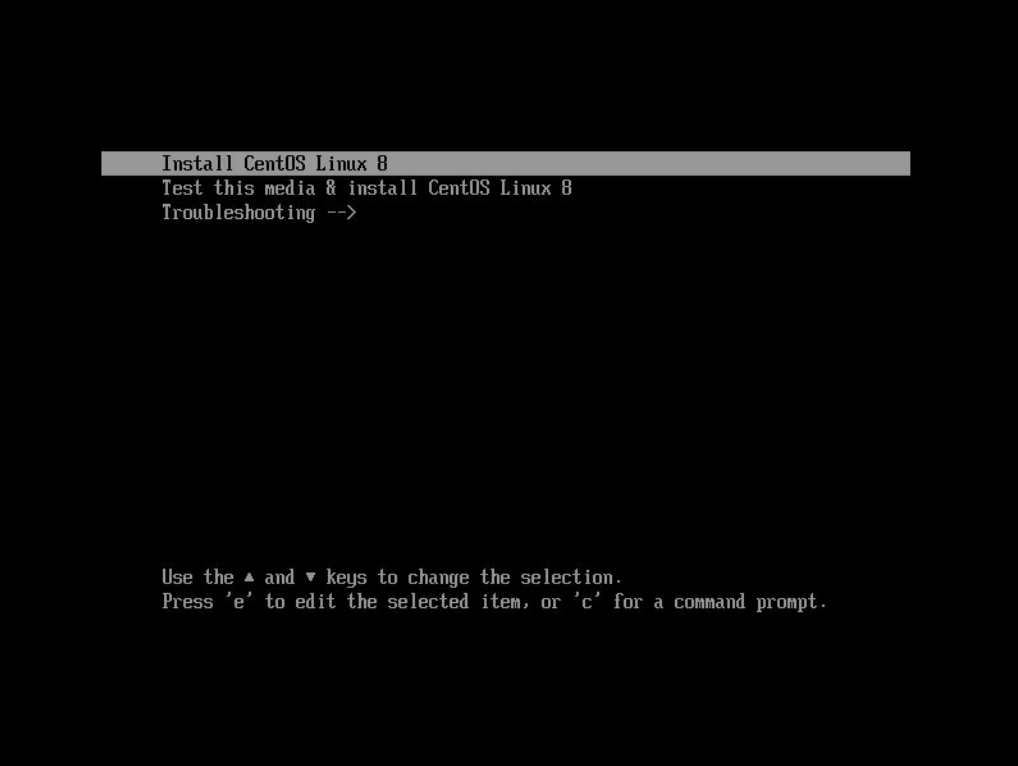 Install CentOS Linux 8
Test this media & install CentOS Linux 8
Troubleshooting -->
Use the ▲ and ▼ keys to change the selection.
Press 'e' to edit the selected item, or 'c' for a command prompt.